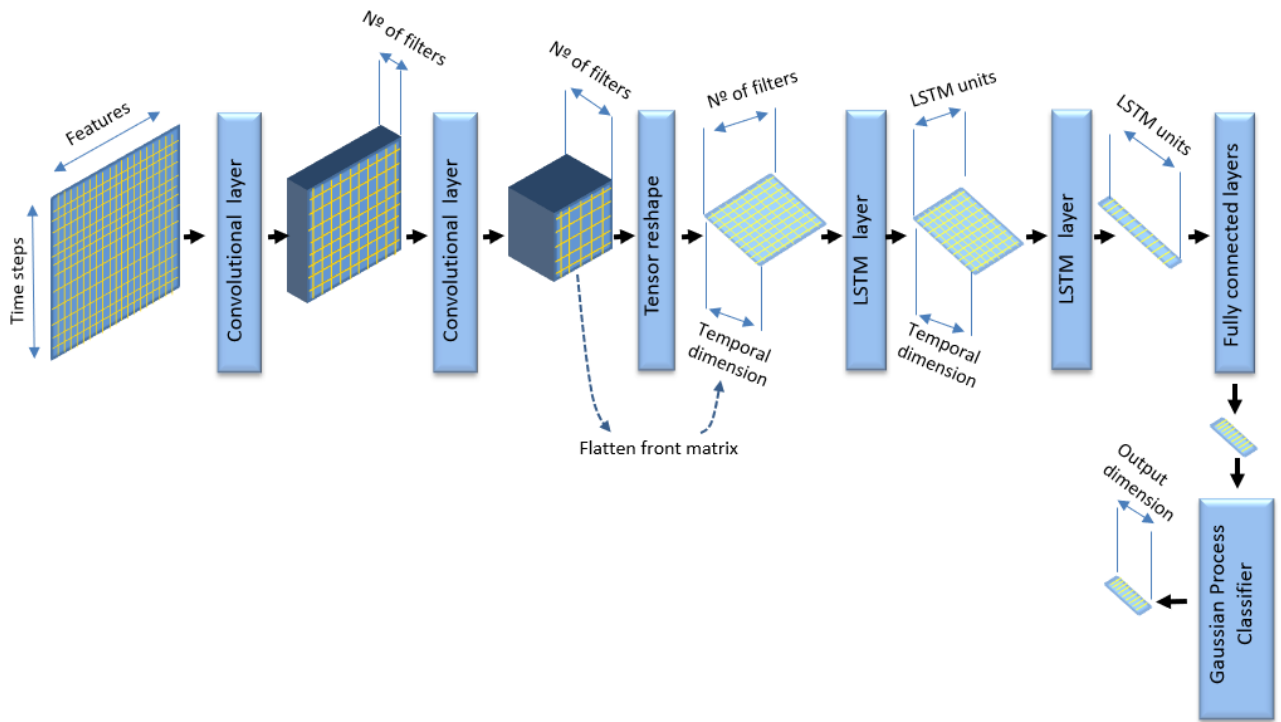 Features
Time steps
Convolutional layer
Nº of filters
Convolutional layer
Nº of filters
Tensor reshape
Nº of filters
Temporal
dimension
Flatten front matrix
LSTM layer
LSTM units
Temporal
dimension
LSTM layer
LSTM units
Fully connected layers
Output
dimension
Gaussian Process
Classifier